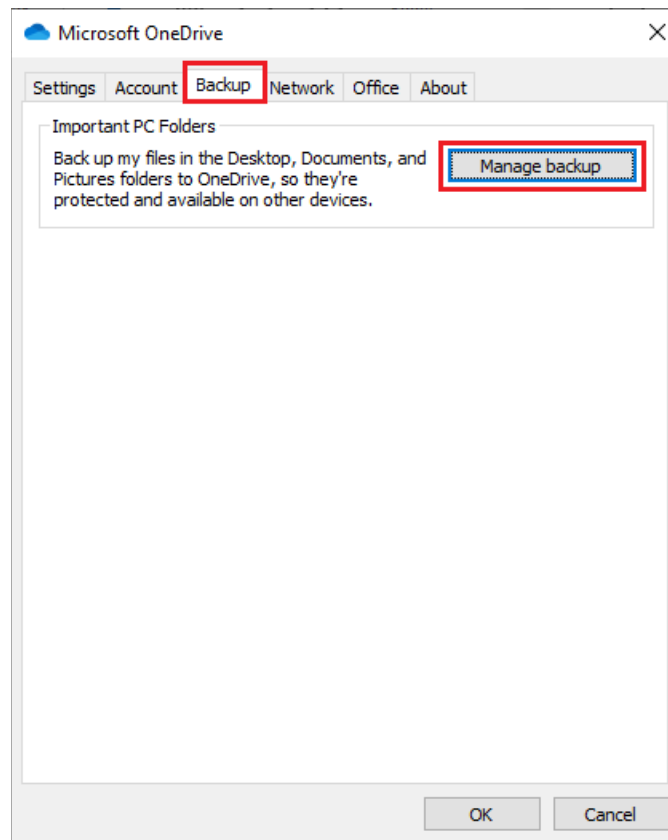 Microsoft OneDrive
Settings Account Backup Network Office About
Important PC Folders
Back up my files in the Desktop, Documents, and
Pictures folders to OneDrive, so they're
protected and available on other devices.
Manage backup
OK Cancel